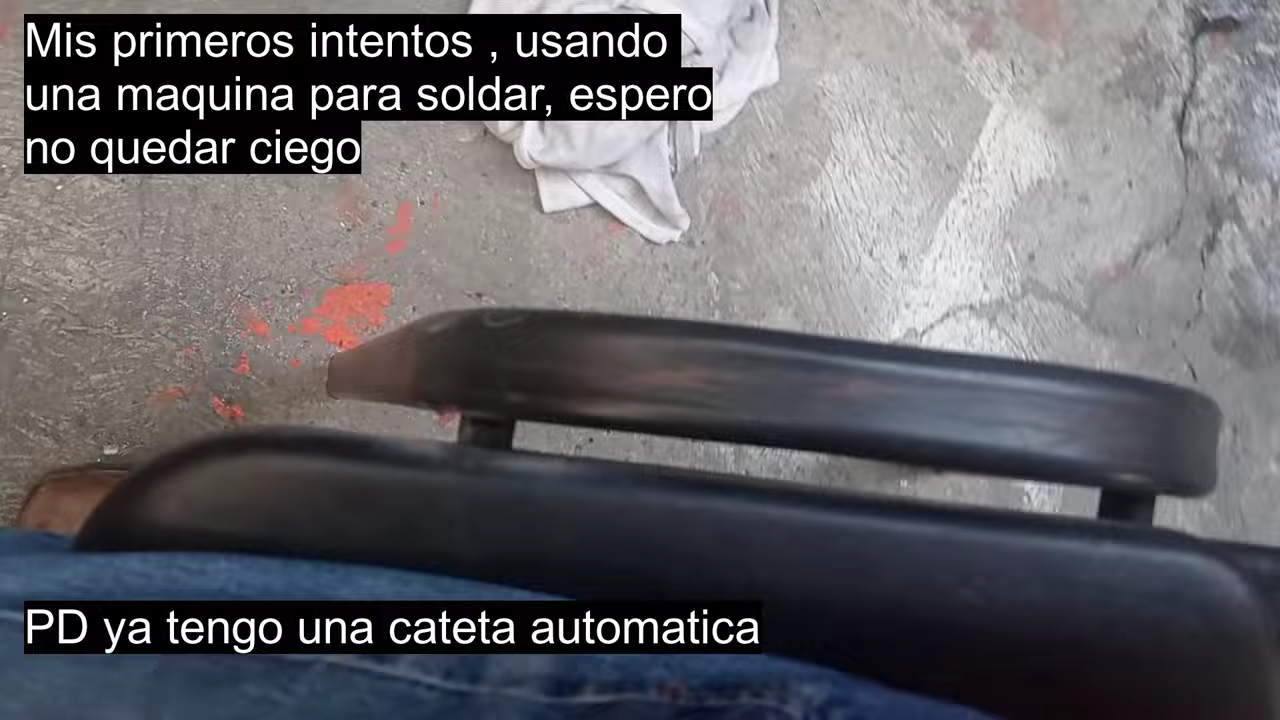 Mis primeros intentos , usando
una maquina para soldar, espero
no quedar ciego
PD ya tengo una cateta automatica